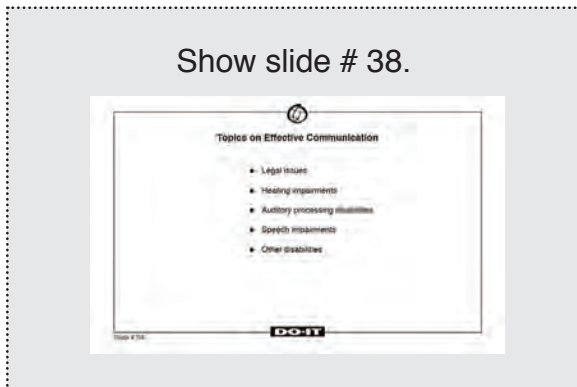 Show slide # 38.
Topics on Effective Communication
Legal issues
Hearing impairments
Auditory processing disabilities
Speech impairments
Other disabilities
DO-IT